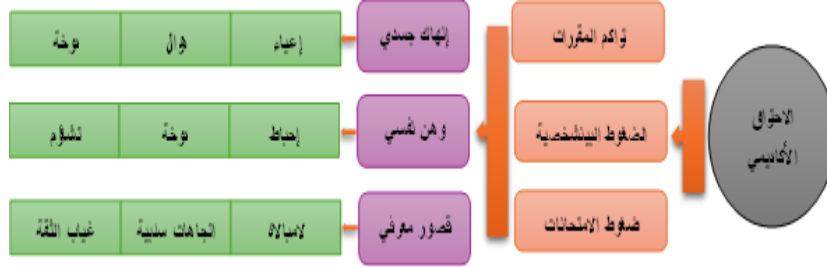 الاحتراق
الأكاديمي
تراكم المقررات
الضغوط البينشخصية
ضغوط الامتحانات
إنهاك جسدي
وهن نفسي
قصور معرفي
إعياء
هزال
دوخة
إحباط
دوخة
تشاؤم
لامبالاة
اتجاهات سلبية
غياب الثقة